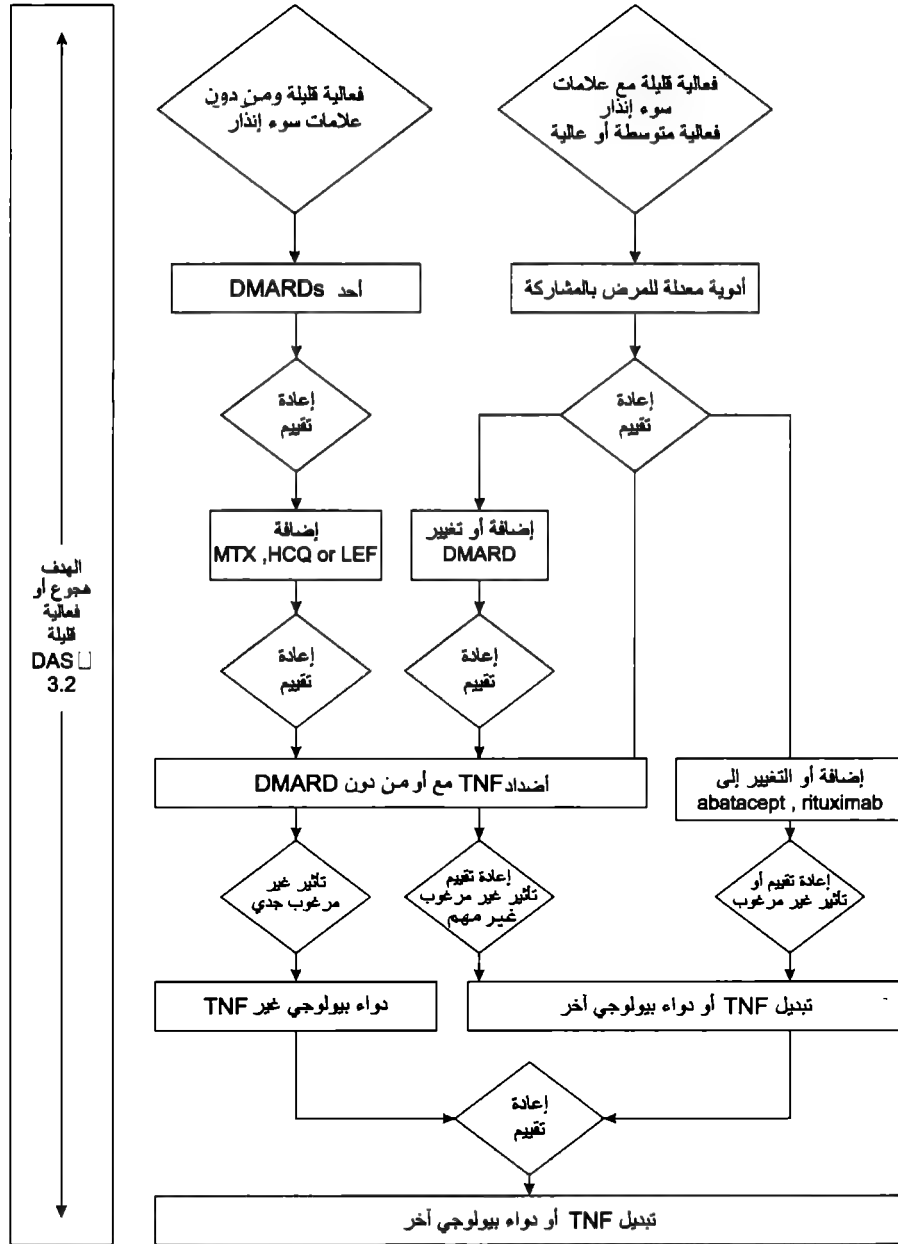 فعالية قليلة ومن دون
علامات سوء إنذار
فعالية قليلة مع علامات
سوء إنذار
فعالية متوسطة أو عالية
أحد DMARDs
أدوية معدلة للمرض بالمشاركة
إعادة
تقييم
إعادة
تقييم
إضافة
MTX ,HCQ or LEF
إضافة أو تغيير
DMARD
الهدف
هجوع أو
فعالية
قليلة
DAS
3.2
إعادة
تقييم
إعادة
تقييم
أضداد TNF مع أو من دون DMARD
إضافة أو التغيير إلى
abatacept , rituximab
تأثير غير
مرغوب جدي
إعادة تقييم
تأثير غير مرغوب
غير مهم
إعادة تقييم أو
تأثير غير مرغوب
دواء بيولوجي غير TNF
تبديل TNF أو دواء بيولوجي آخر
إعادة
تقييم
تبديل TNF أو دواء بيولوجي آخر